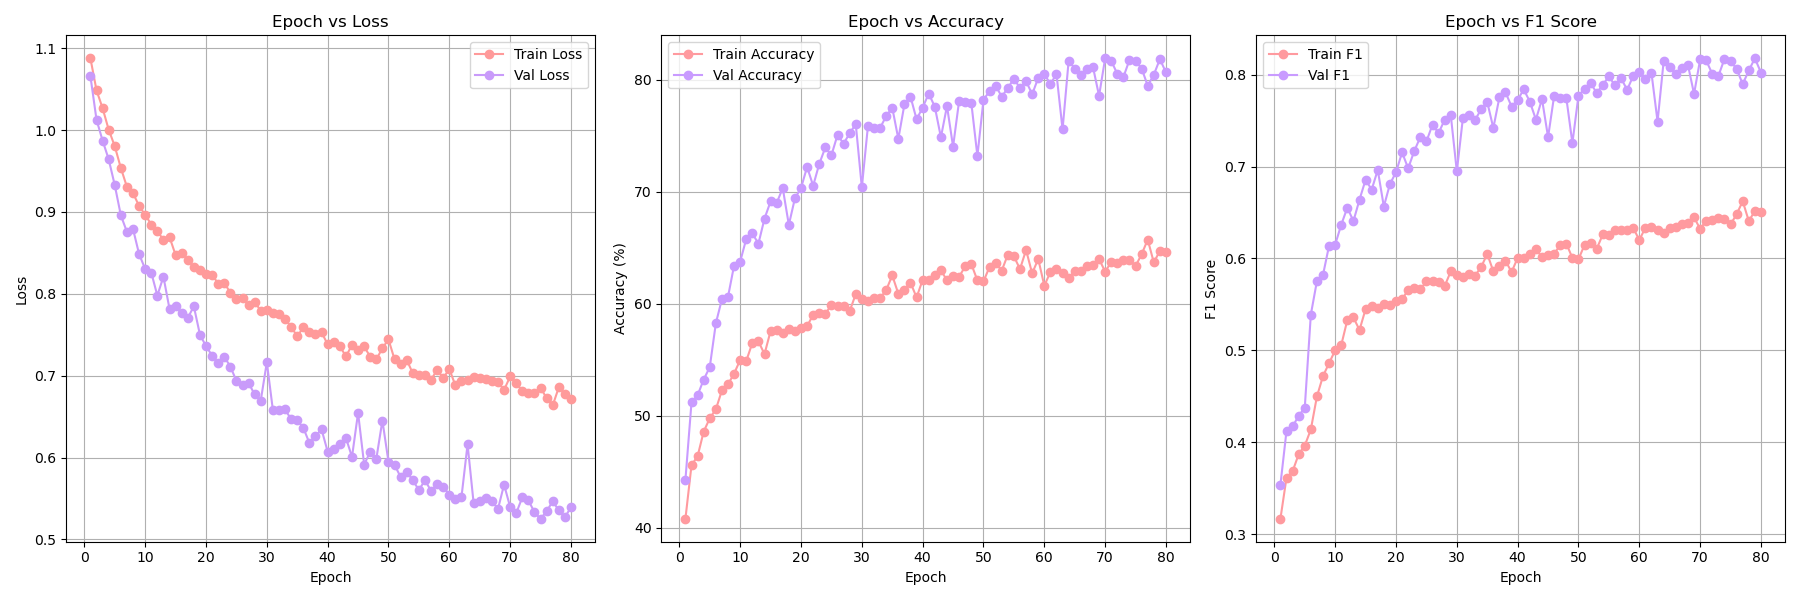 Epoch vs Loss
1.1
1.0
0.9
0.8
0.7
0.6
0.5
Loss
Train Loss
Val Loss
0 10 20 30 40 50 60 70 80
Epoch
Epoch vs Accuracy
80
70
60
50
40
Accuracy (%)
Train Accuracy
Val Accuracy
0 10 20 30 40 50 60 70 80
Epoch
Epoch vs F1 Score
0.8
0.7
0.6
0.5
0.4
0.3
F1 Score
Train F1
Val F1
0 10 20 30 40 50 60 70 80
Epoch